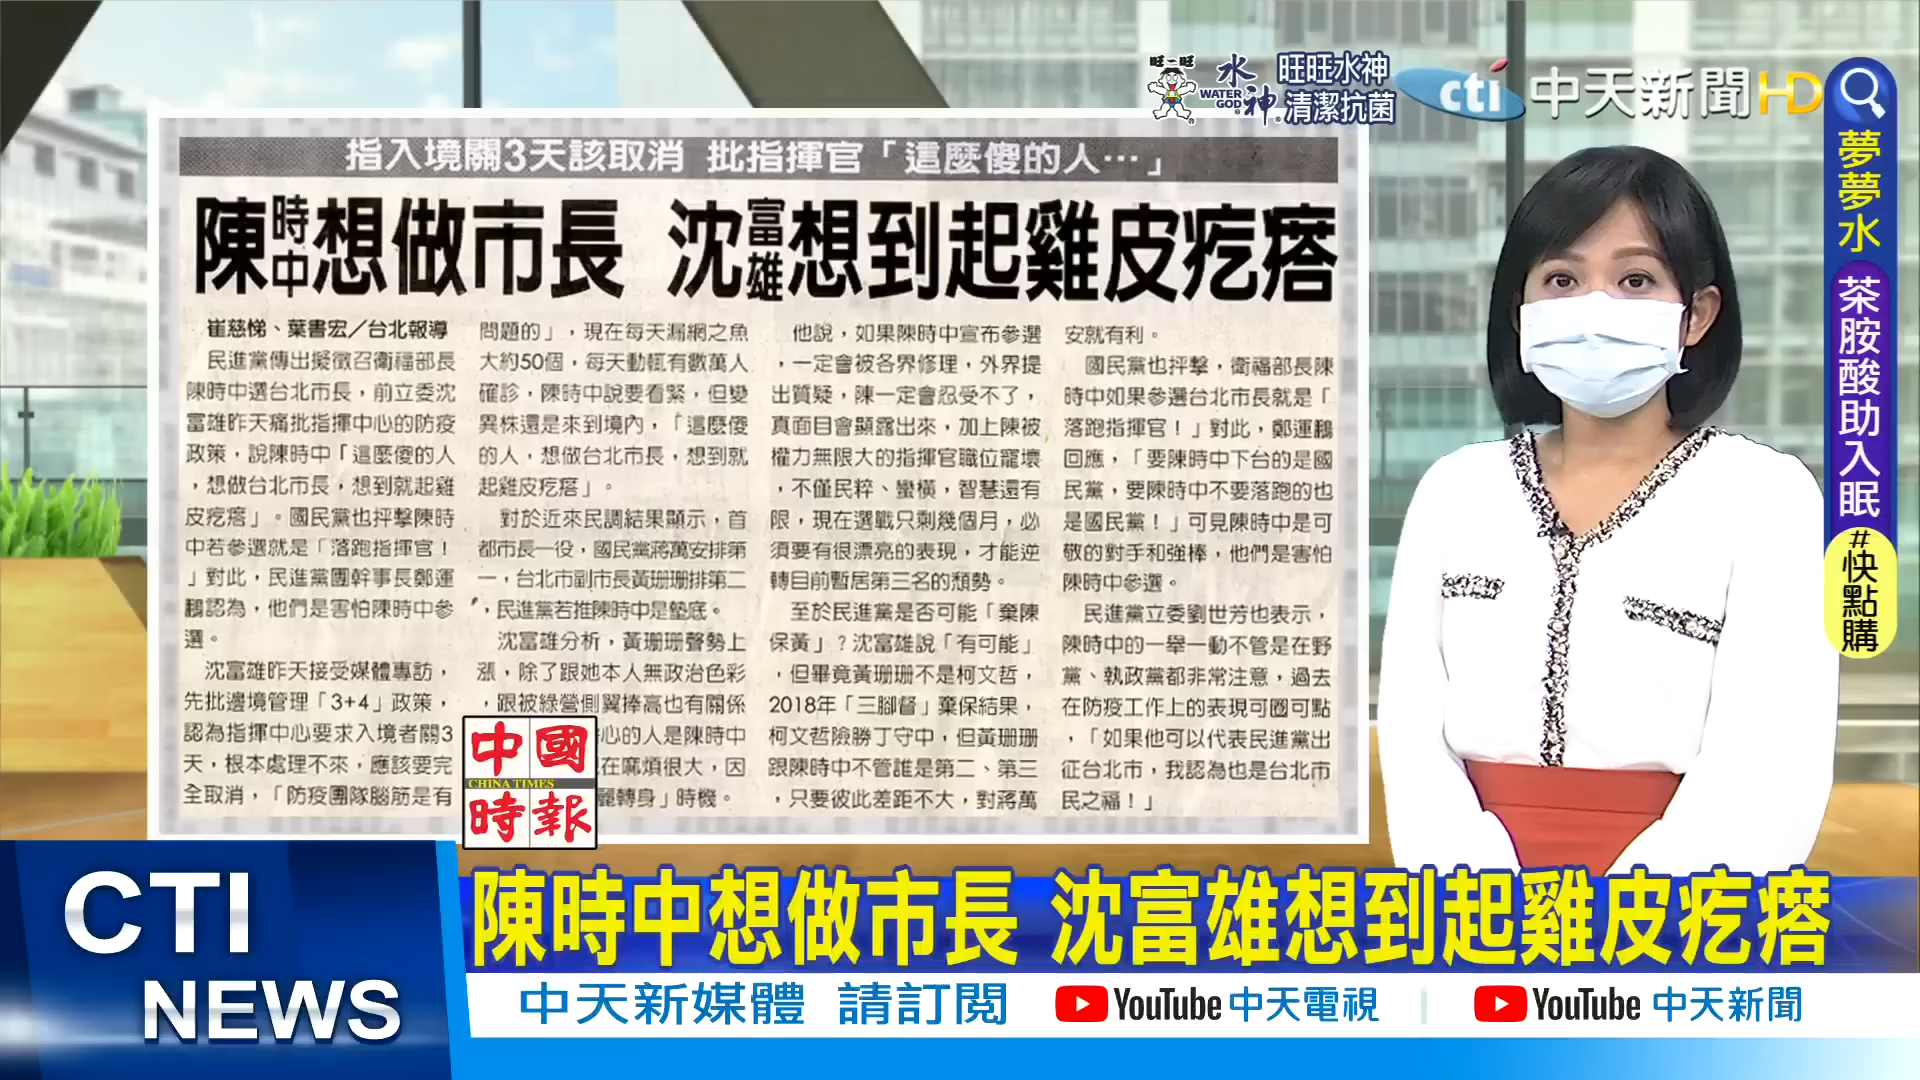 旺旺
水神
WATER
GOD
旺旺水神
清潔抗菌
cti 中天新聞HD
夢夢水
茶胺酸助入眠
#快點購
指入境關3天該取消 批指揮官「這麼傻的人…」
陳時中想做市長 沈富雄想到起雞皮疙瘩
崔慈悌、葉書宏／台北報導
民進黨傳出擬徵召衛福部長
陳時中選台北市長，前立委沈
富雄昨天痛批指揮中心的防疫
政策，說陳時中「這麼傻的人
，想做台北市長，想到就起雞
皮疙瘩」。國民黨也抨擊陳時
中若參選就是「落跑指揮官！
」對此，民進黨團幹事長鄭運
鵬認為，他們是害怕陳時中參
選。
沈富雄昨天接受媒體專訪，
先批邊境管理「3+4」政策，
認為指揮中心要求入境者關3
天，根本處理不來，應該要完
全取消，「防疫團隊腦筋是有
問題的」，現在每天漏網之魚
大約50個，每天動輒有數萬人
確診，陳時中說要看緊，但變
異株還是來到境內，「這麼傻
的人，想做台北市長，想到就
起雞皮疙瘩」。
對於近來民調結果顯示，首
都市長一役，國民黨蔣萬安排第
一，台北市副市長黃珊珊排第二
，民進黨若推陳時中是墊底。
沈富雄分析，黃珊珊聲勢上
漲，除了跟她本人無政治色彩
，跟被綠營側翼捧高也有關係
心的人是陳時中
在麻煩很大，因
麗轉身」時機。
他說，如果陳時中宣布參選
，一定會被各界修理，外界提
出質疑，陳一定會忍受不了，
真面目會顯露出來，加上陳被
權力無限大的指揮官職位寵壞
，不僅民粹、蠻橫，智慧還有
限，現在選戰只剩幾個月，必
須要有很漂亮的表現，才能逆
轉目前暫居第三名的頹勢。
至於民進黨是否可能「棄陳
保黃」？沈富雄說「有可能」
，但畢竟黃珊珊不是柯文哲，
2018年「三腳督」棄保結果，
柯文哲險勝丁守中，但黃珊珊
跟陳時中不管誰是第二、第三
，只要彼此差距不大，對蔣萬
安就有利。
國民黨也抨擊，衛福部長陳
時中如果參選台北市長就是「
落跑指揮官！」對此，鄭運鵬
回應，「要陳時中下台的是國
民黨，要陳時中不要落跑的也
是國民黨！」可見陳時中是可
敬的對手和強棒，他們是害怕
陳時中參選。
民進黨立委劉世芳也表示，
陳時中的一舉一動不管是在野
黨、執政黨都非常注意，過去
在防疫工作上的表現可圈可點
，「如果他可以代表民進黨出
征台北市，我認為也是台北市
民之福！」
中國
CHINA TIMES
時報
CTI
NEWS
陳時中想做市長 沈富雄想到起雞皮疙瘩
中天新媒體 請訂閱 YouTube 中天電視 | YouTube 中天新聞